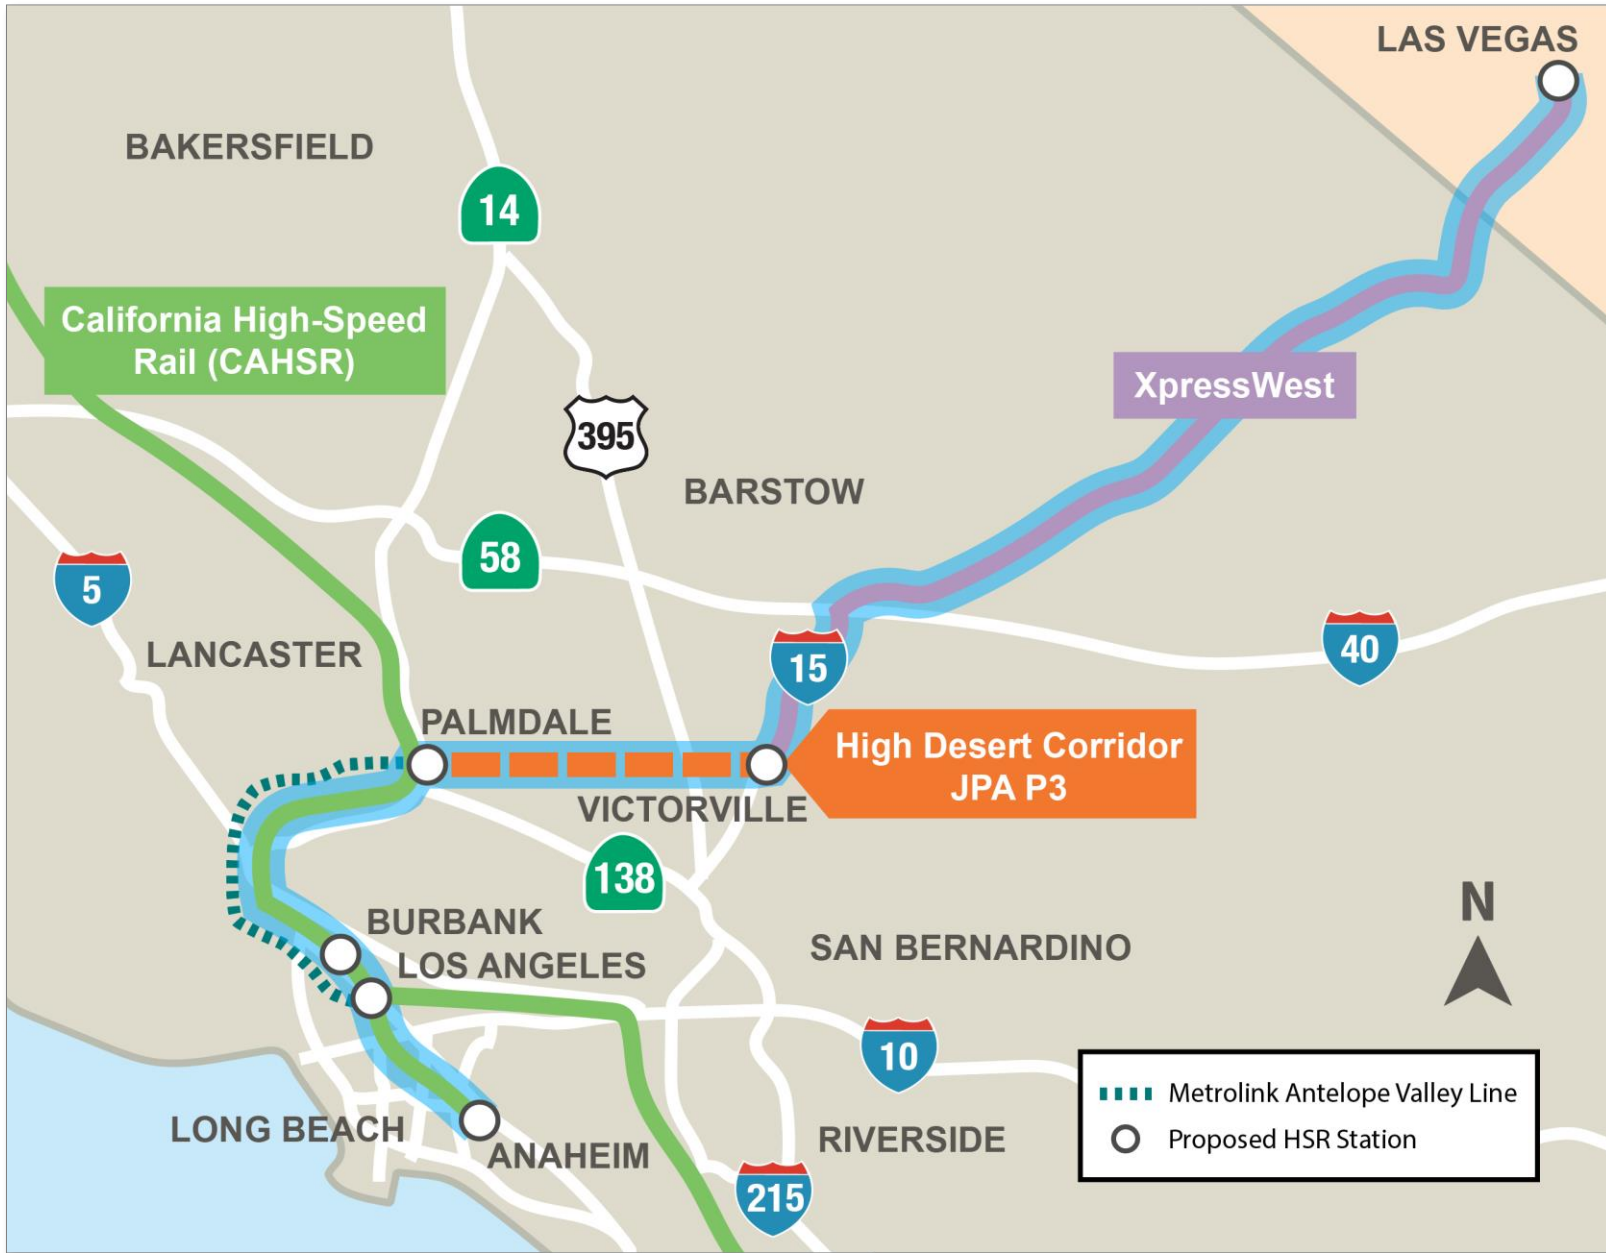 LAS VEGAS
BAKERSFIELD
14
California High-Speed
Rail (CAHSR)
XpressWest
395
BARSTOW
58
5
LANCASTER
15
40
PALMDALE
High Desert Corridor
JPA P3
VICTORVILLE
138
N
BURBANK
LOS ANGELES
SAN BERNARDINO
10
Metrolink Antelope Valley Line
Proposed HSR Station
LONG BEACH
ANAHEIM
RIVERSIDE
215